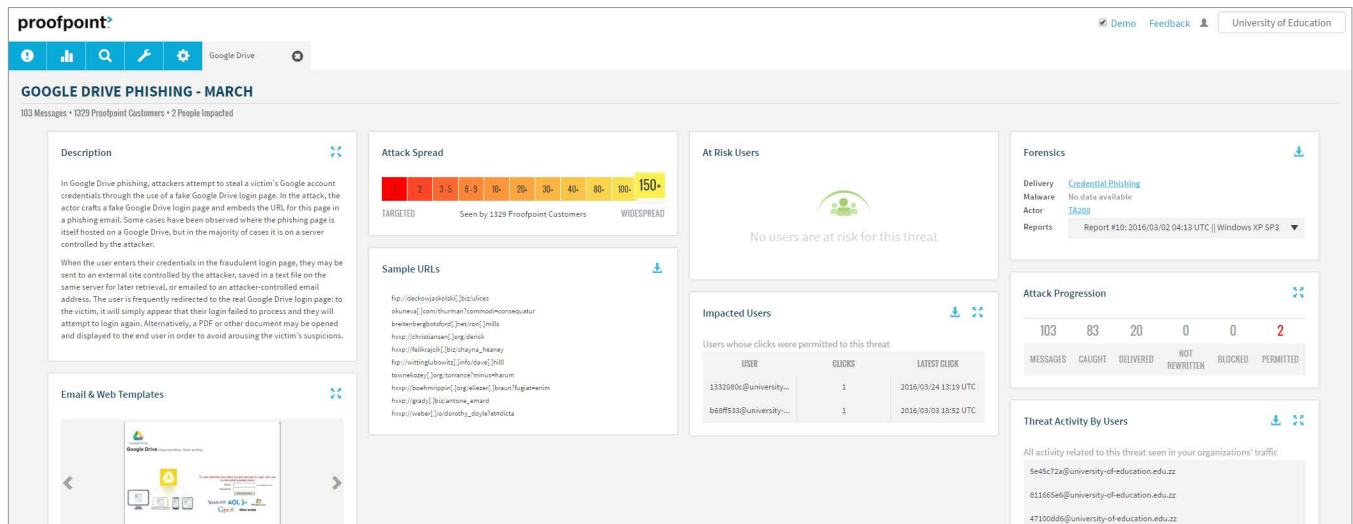 proofpoint
Demo Feedback University of Education
Google Drive
GOOGLE DRIVE PHISHING - MARCH
103 Messages • 1329 Proofpoint Customers • 2 People Impacted
Description
In Google Drive phishing, attackers attempt to steal a victim's Google account
credentials through the use of a fake Google Drive login page. In the attack, the
actor crafts a fake Google Drive login page and embeds the URL for this page in
a phishing email. Some cases have been observed where the phishing page is
itself hosted on a Google Drive, but in the majority of cases it is on a server
controlled by the attacker.
When the user enters their credentials in the fraudulent login page, they may be
sent to an external site controlled by the attacker, saved in a text file on the
same server for later retrieval, or emailed to an attacker-controlled email
address. The user is frequently redirected to the real Google Drive login page: to
the victim, it will simply appear that their login failed to process and they will
attempt to login again. Alternatively, a PDF or other document may be opened
and displayed to the end user in order to avoid arousing the victim's suspicions.
Email & Web Templates
Google Drive
YAHOO! AOL
Gmail
Attack Spread
1 2 3-5 6-9 10+ 20+ 30+ 40+ 80+ 100+ 150+
TARGETED Seen by 1329 Proofpoint Customers WIDESPREAD
Sample URLs
fxp://deckowjaskolski[.]biz/ulices
okuneva[.]com/thurman?commodi=consequatur
breitenbergbotsford[.]net/ron[.]mills
hxxp://christiansen[.]org/derick
hxxp://feilkrajcik[.]biz/shayna_heaney
fxp://wittinglubowitz[.]info/dave[.]hilll
townekozey[.]org/torrance?minus=harum
hxxp://boehmrippin[.]org/eliezer[.]braun?fugiat=enim
hxxp://grady[.]biz/antone_emard
hxxp://weber[.]io/dorothy_doyle?et=dicta
At Risk Users
No users are at risk for this threat
Impacted Users
Users whose clicks were permitted to this threat
USER CLICKS LATEST CLICK
1332080c@university... 1 2016/03/24 13:19 UTC
b68ff533@university-... 1 2016/03/03 18:52 UTC
Forensics
Delivery Credential Phishing
Malware No data available
Actor TA200
Reports Report #10: 2016/03/02 04:13 UTC || Windows XP SP3
Attack Progression
103 83 20 0 0 2
MESSAGES CAUGHT DELIVERED NOT REWRITTEN BLOCKED PERMITTED
Threat Activity By Users
All activity related to this threat seen in your organizations' traffic
5e45c72a@university-of-education.edu.zz
611665e6@university-of-education.edu.zz
47100dd6@university-of-education.edu.zz